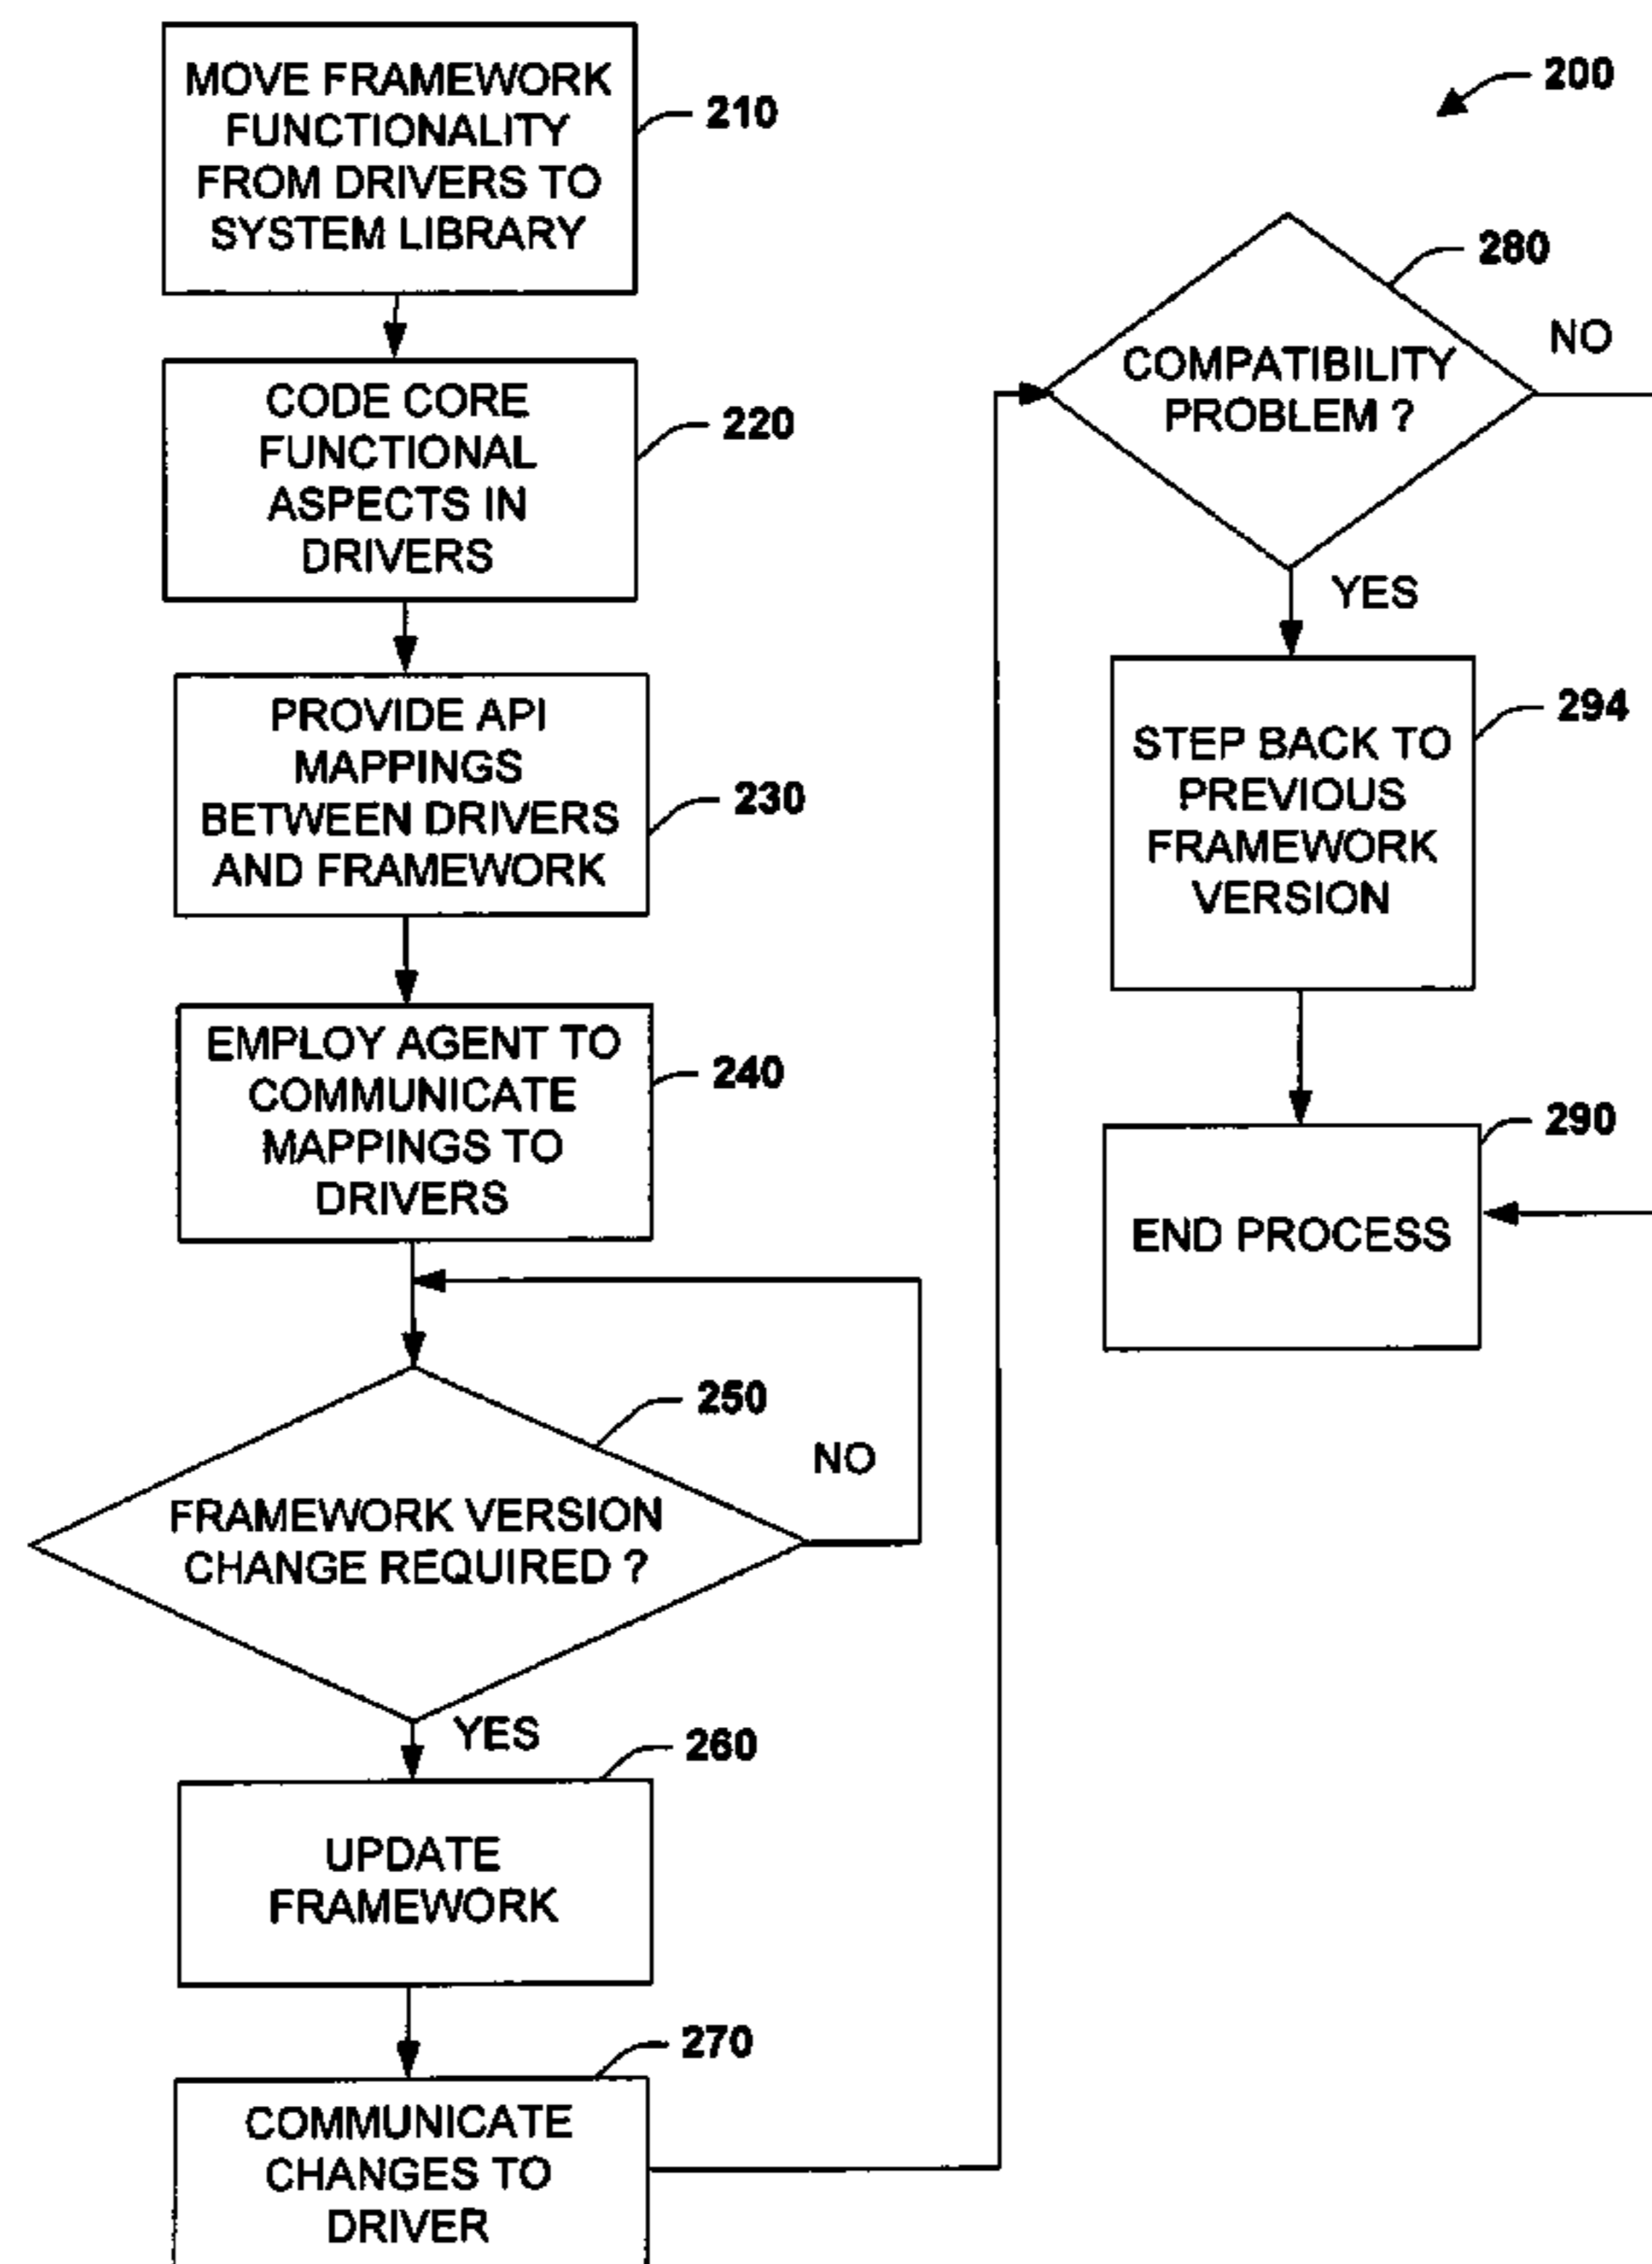 MOVE FRAMEWORK
FUNCTIONALITY
FROM DRIVERS TO
SYSTEM LIBRARY
210
CODE CORE
FUNCTIONAL
ASPECTS IN
DRIVERS
220
PROVIDE API
MAPPINGS
BETWEEN DRIVERS
AND FRAMEWORK
230
EMPLOY AGENT TO
COMMUNICATE
MAPPINGS TO
DRIVERS
240
250
NO
FRAMEWORK VERSION
CHANGE REQUIRED ?
YES
260
UPDATE
FRAMEWORK
270
COMMUNICATE
CHANGES TO
DRIVER
200
280
NO
COMPATIBILITY
PROBLEM ?
YES
294
STEP BACK TO
PREVIOUS
FRAMEWORK
VERSION
290
END PROCESS